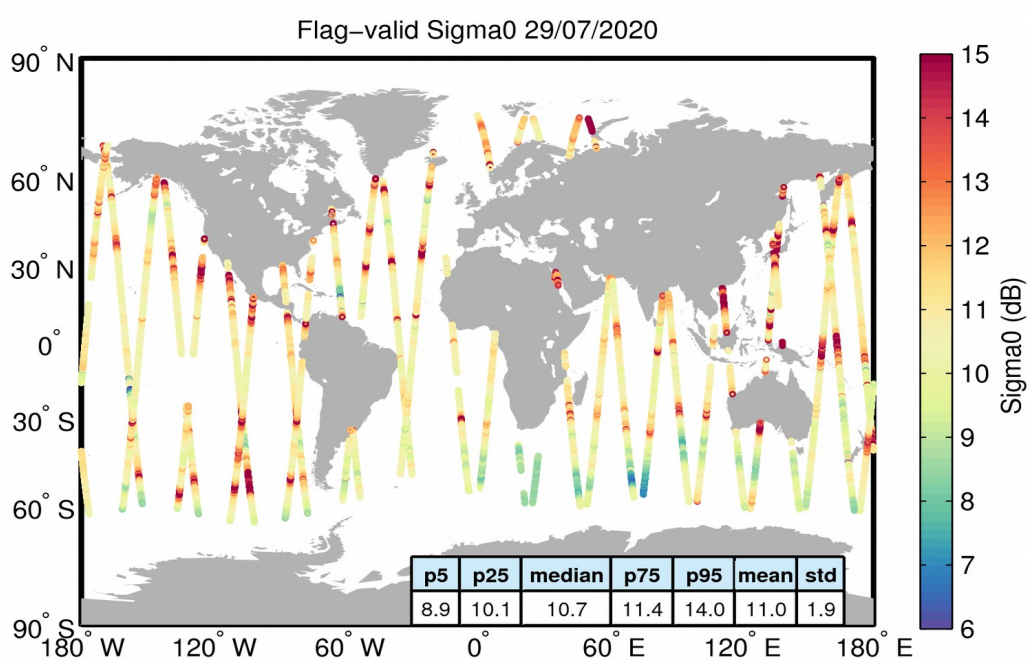 Flag−valid Sigma0 29/07/2020
90° N
60° N
30° N
0°
30° S
60° S
90° S
180° W 120° W 60° W 0° 60° E 120° E 180° E
p5 p25 median p75 p95 mean std
8.9 10.1 10.7 11.4 14.0 11.0 1.9
15
14
13
12
11
10
9
8
7
6
Sigma0 (dB)